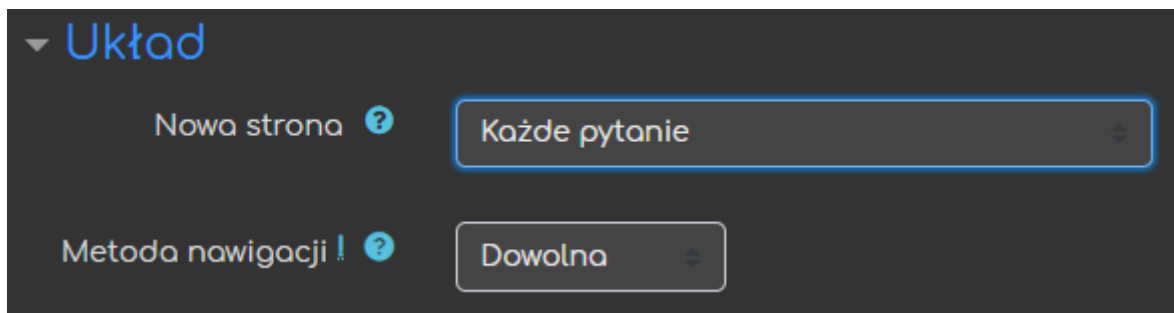 Układ
Nowa strona ? Każde pytanie
Metoda nawigacji ! ? Dowolna